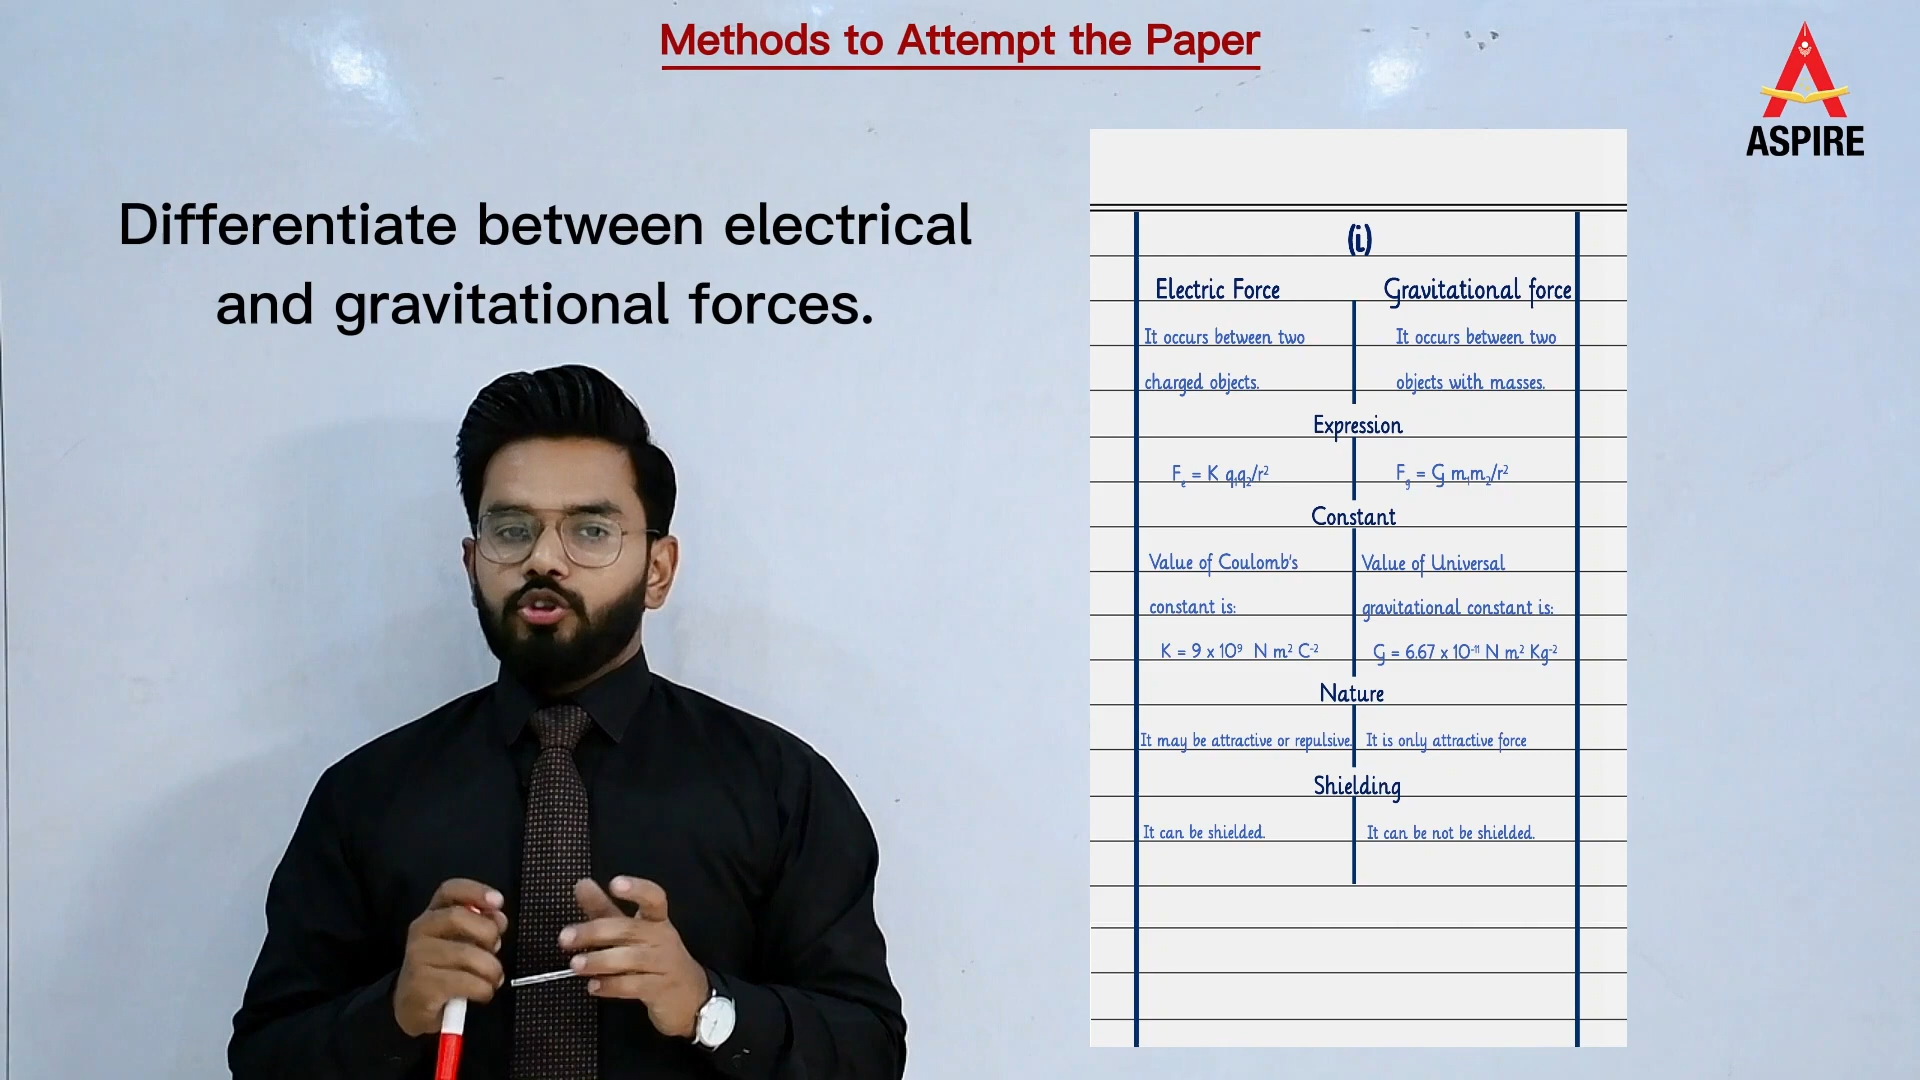 Methods to Attempt the Paper
ASPIRE
Differentiate between electrical
and gravitational forces.
(i)
Electric Force Gravitational force
It occurs between two It occurs between two
charged objects. objects with masses.
Expression
Fₑ = K q₁q₂/r² F_g = G m₁m₂/r²
Constant
Value of Coulomb's Value of Universal
constant is: gravitational constant is:
K = 9 x 10⁹ N m² C⁻² G = 6.67 x 10⁻¹¹ N m² Kg⁻²
Nature
It may be attractive or repulsive. It is only attractive force
Shielding
It can be shielded. It can be not be shielded.